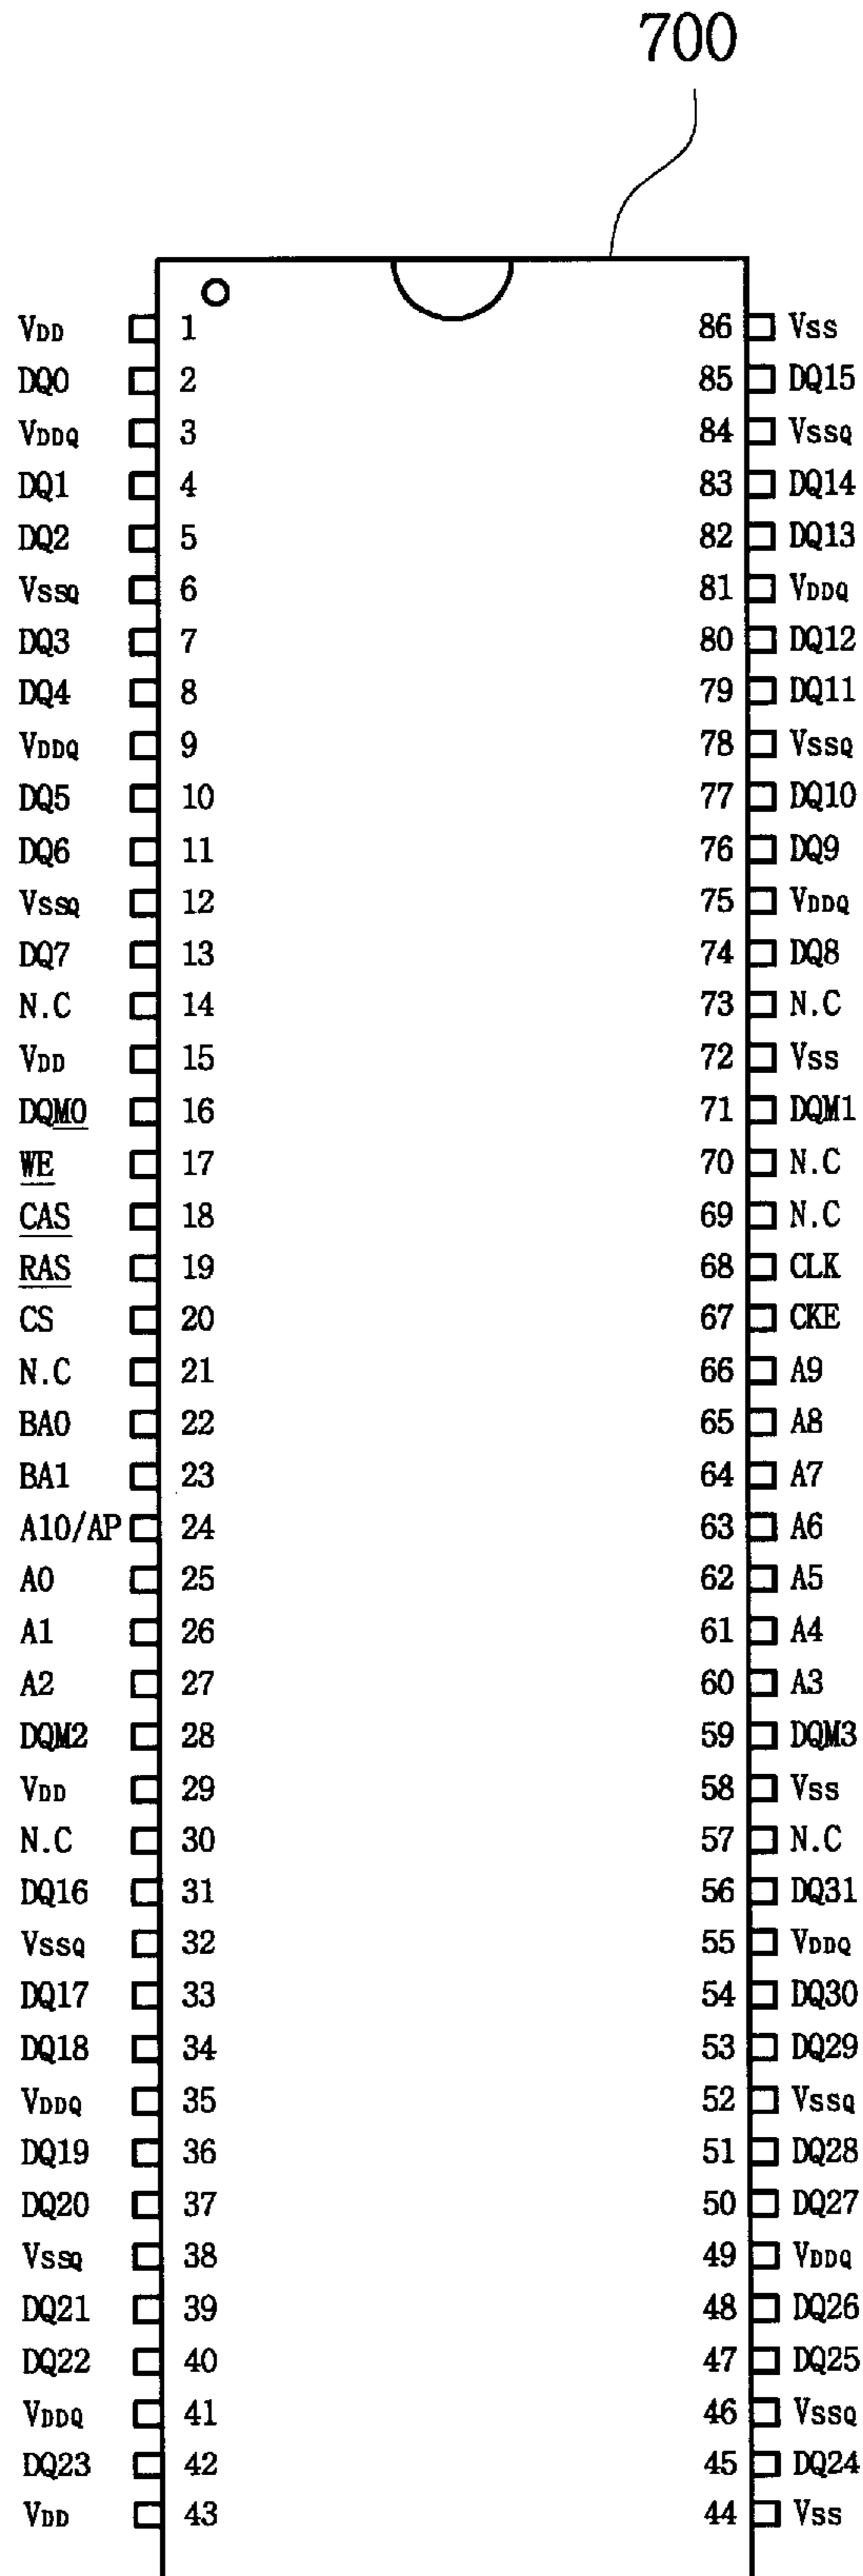 700
VDD 1 86 VSS
DQ0 2 85 DQ15
VDDQ 3 84 VSSQ
DQ1 4 83 DQ14
DQ2 5 82 DQ13
VSSQ 6 81 VDDQ
DQ3 7 80 DQ12
DQ4 8 79 DQ11
VDDQ 9 78 VSSQ
DQ5 10 77 DQ10
DQ6 11 76 DQ9
VSSQ 12 75 VDDQ
DQ7 13 74 DQ8
N.C 14 73 N.C
VDD 15 72 VSS
DQM0 16 71 DQM1
WE 17 70 N.C
CAS 18 69 N.C
RAS 19 68 CLK
CS 20 67 CKE
N.C 21 66 A9
BA0 22 65 A8
BA1 23 64 A7
A10/AP 24 63 A6
A0 25 62 A5
A1 26 61 A4
A2 27 60 A3
DQM2 28 59 DQM3
VDD 29 58 VSS
N.C 30 57 N.C
DQ16 31 56 DQ31
VSSQ 32 55 VDDQ
DQ17 33 54 DQ30
DQ18 34 53 DQ29
VDDQ 35 52 VSSQ
DQ19 36 51 DQ28
DQ20 37 50 DQ27
VSSQ 38 49 VDDQ
DQ21 39 48 DQ26
DQ22 40 47 DQ25
VDDQ 41 46 VSSQ
DQ23 42 45 DQ24
VDD 43 44 VSS